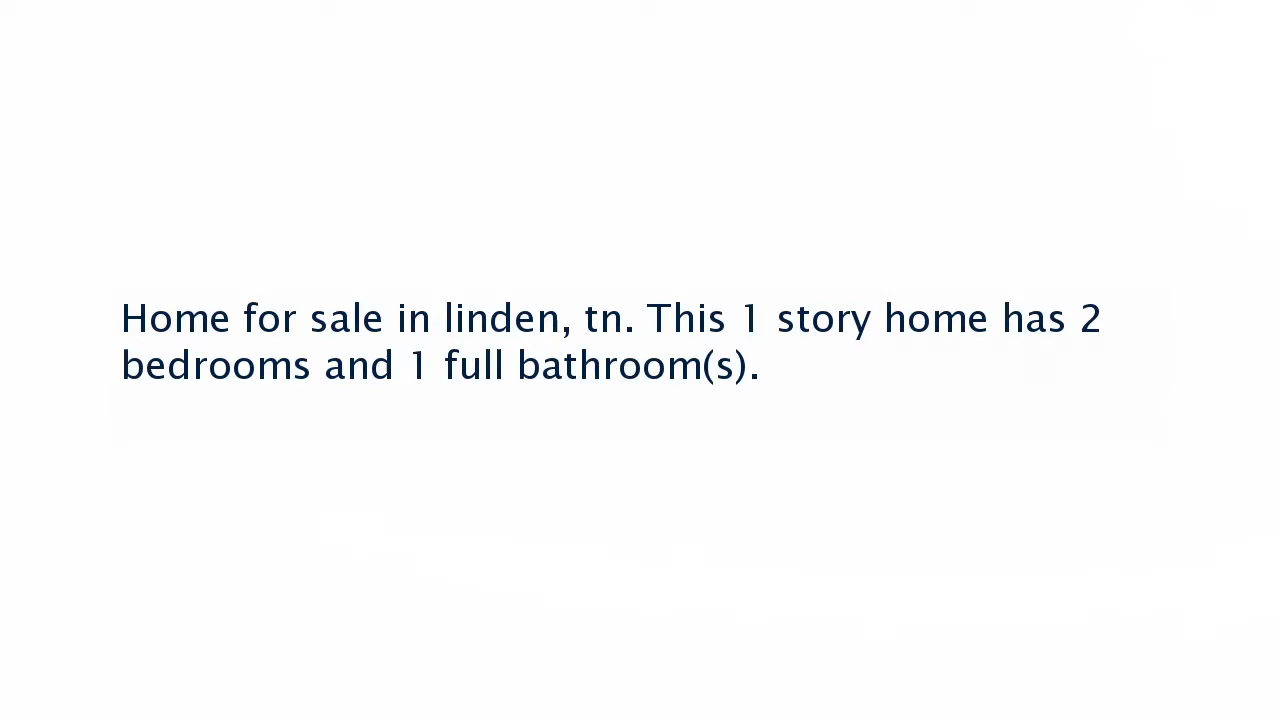 Home for sale in linden, tn. This 1 story home has 2
bedrooms and 1 full bathroom(s).